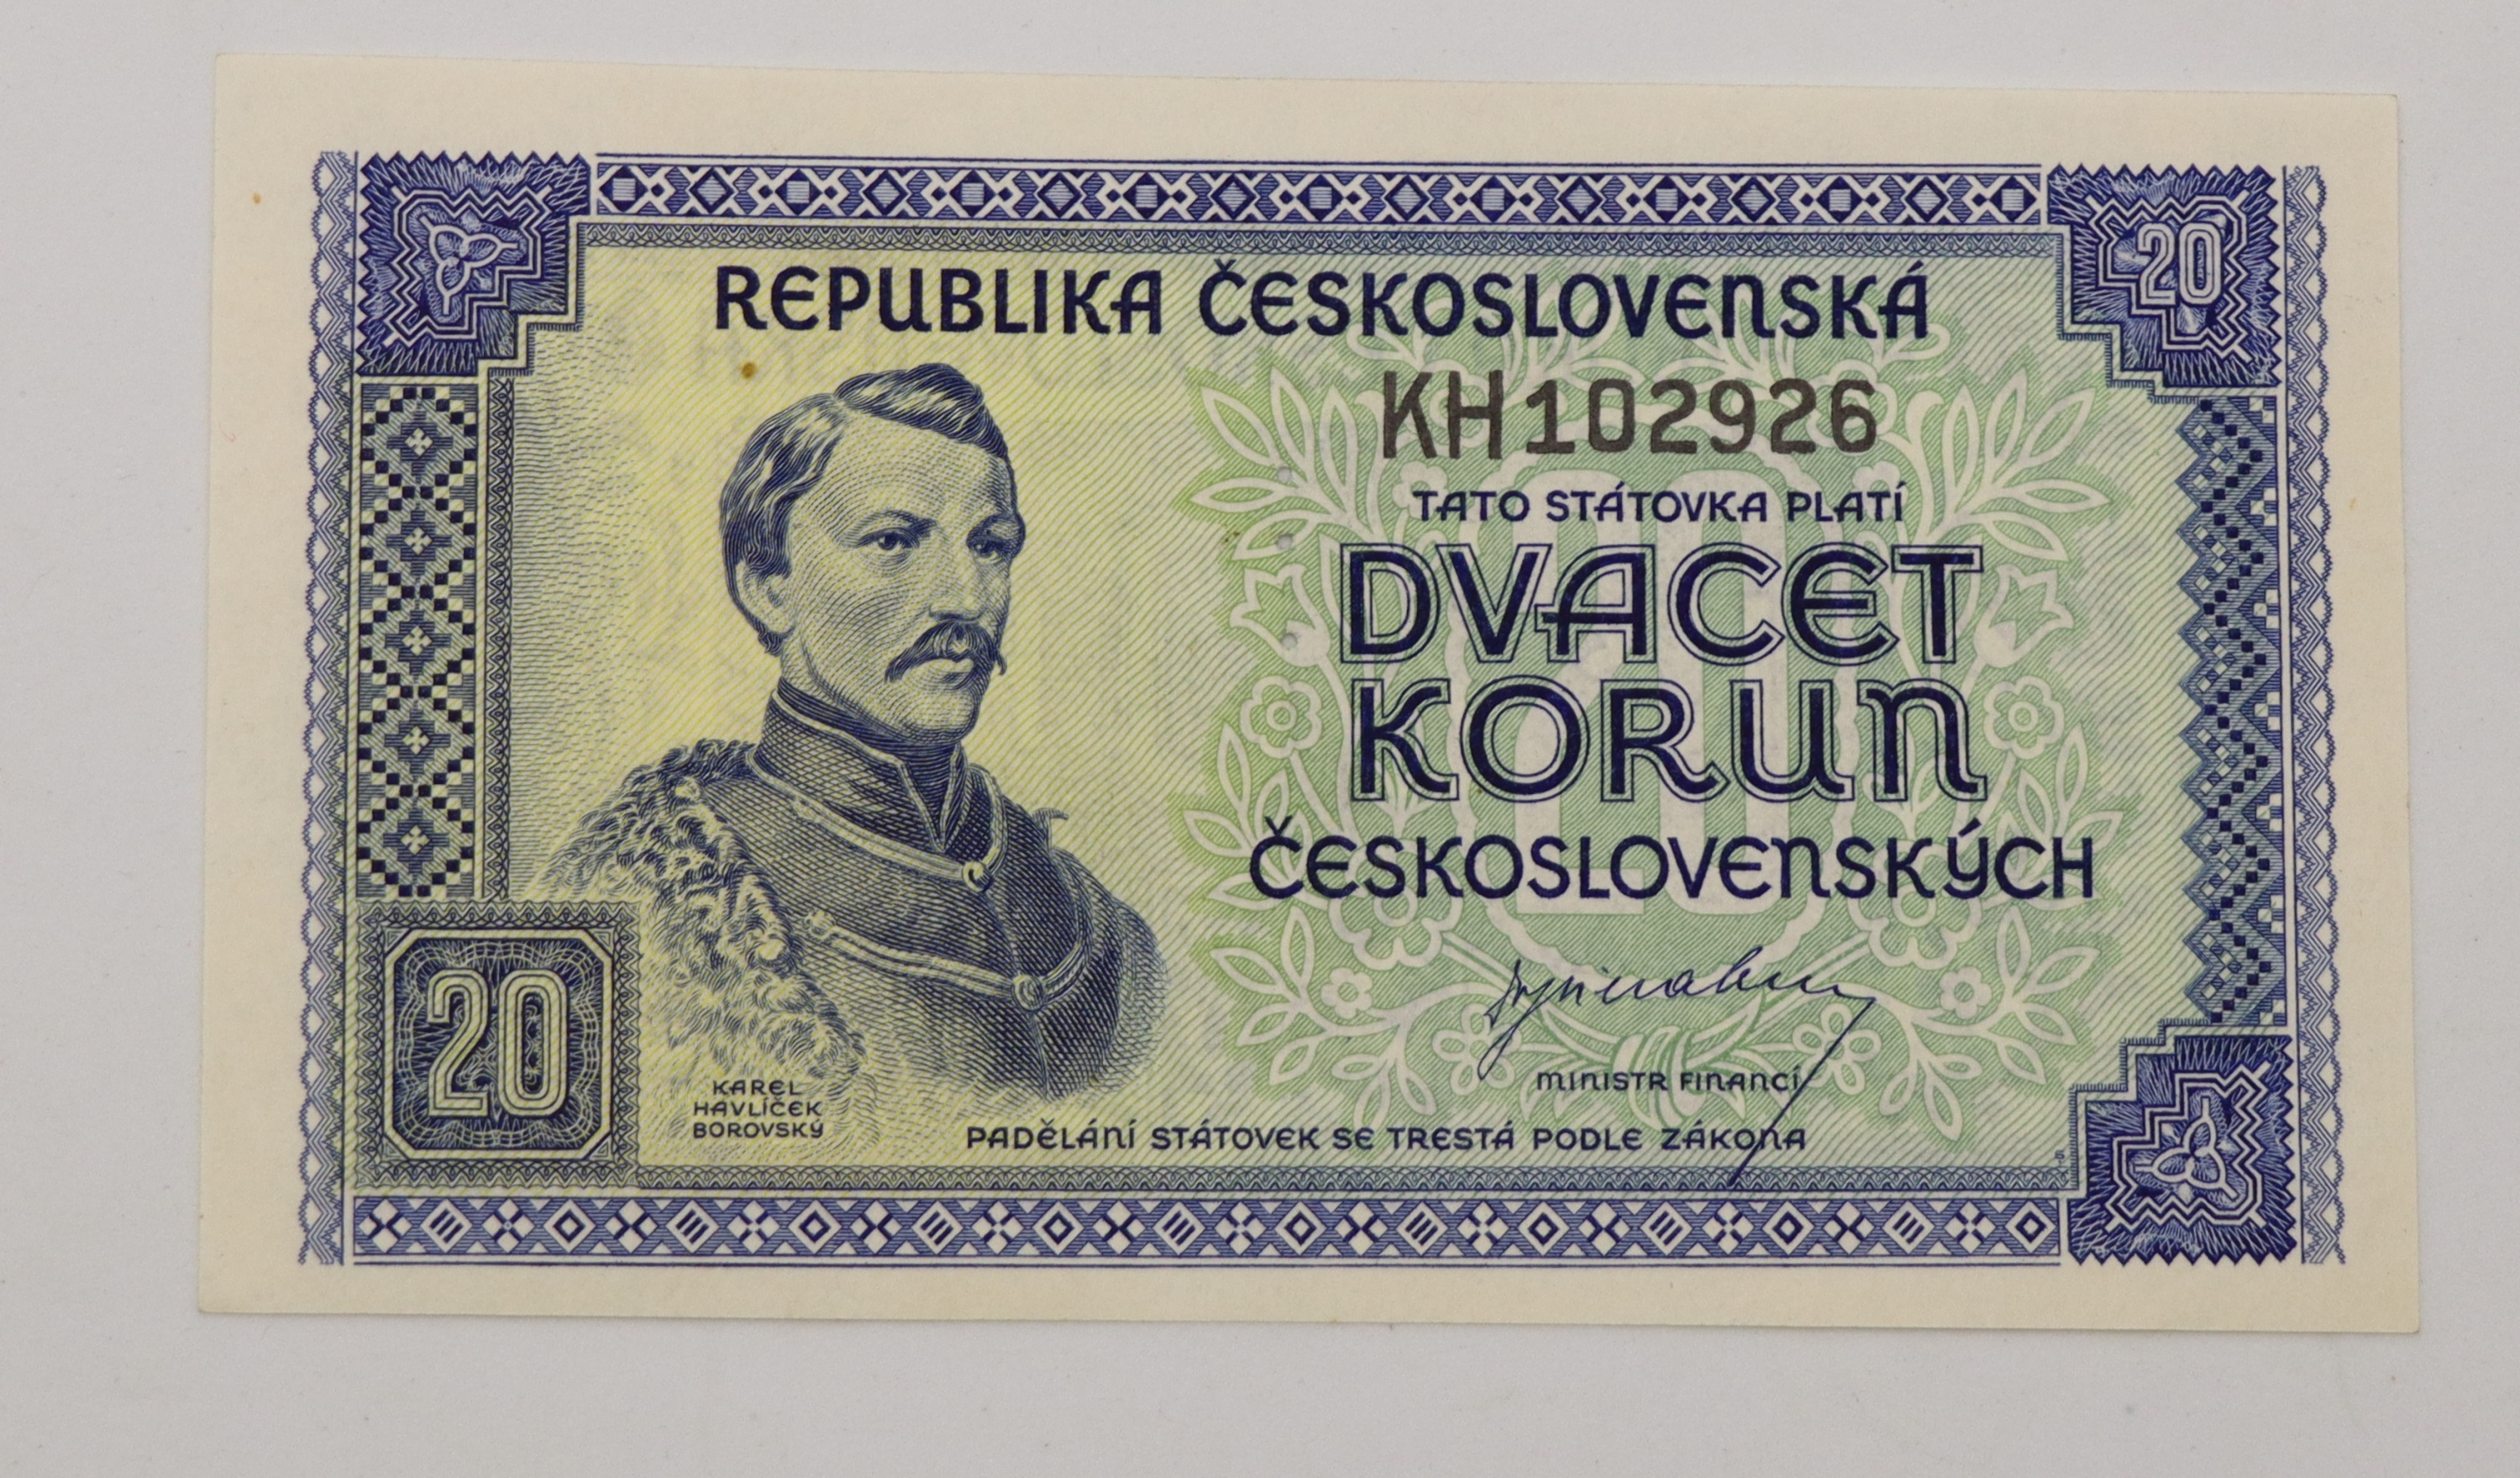 20
REPUBLIKA ČESKOSLOVENSKÁ
KH102926
TATO STÁTOVKA PLATÍ
DVACET
KORUN
ČESKOSLOVENSKÝCH
20
20
MINISTR FINANCÍ
KAREL
HAVLÍČEK
BOROVSKÝ
PADĚLÁNÍ STÁTOVEK SE TRESTÁ PODLE ZÁKONA